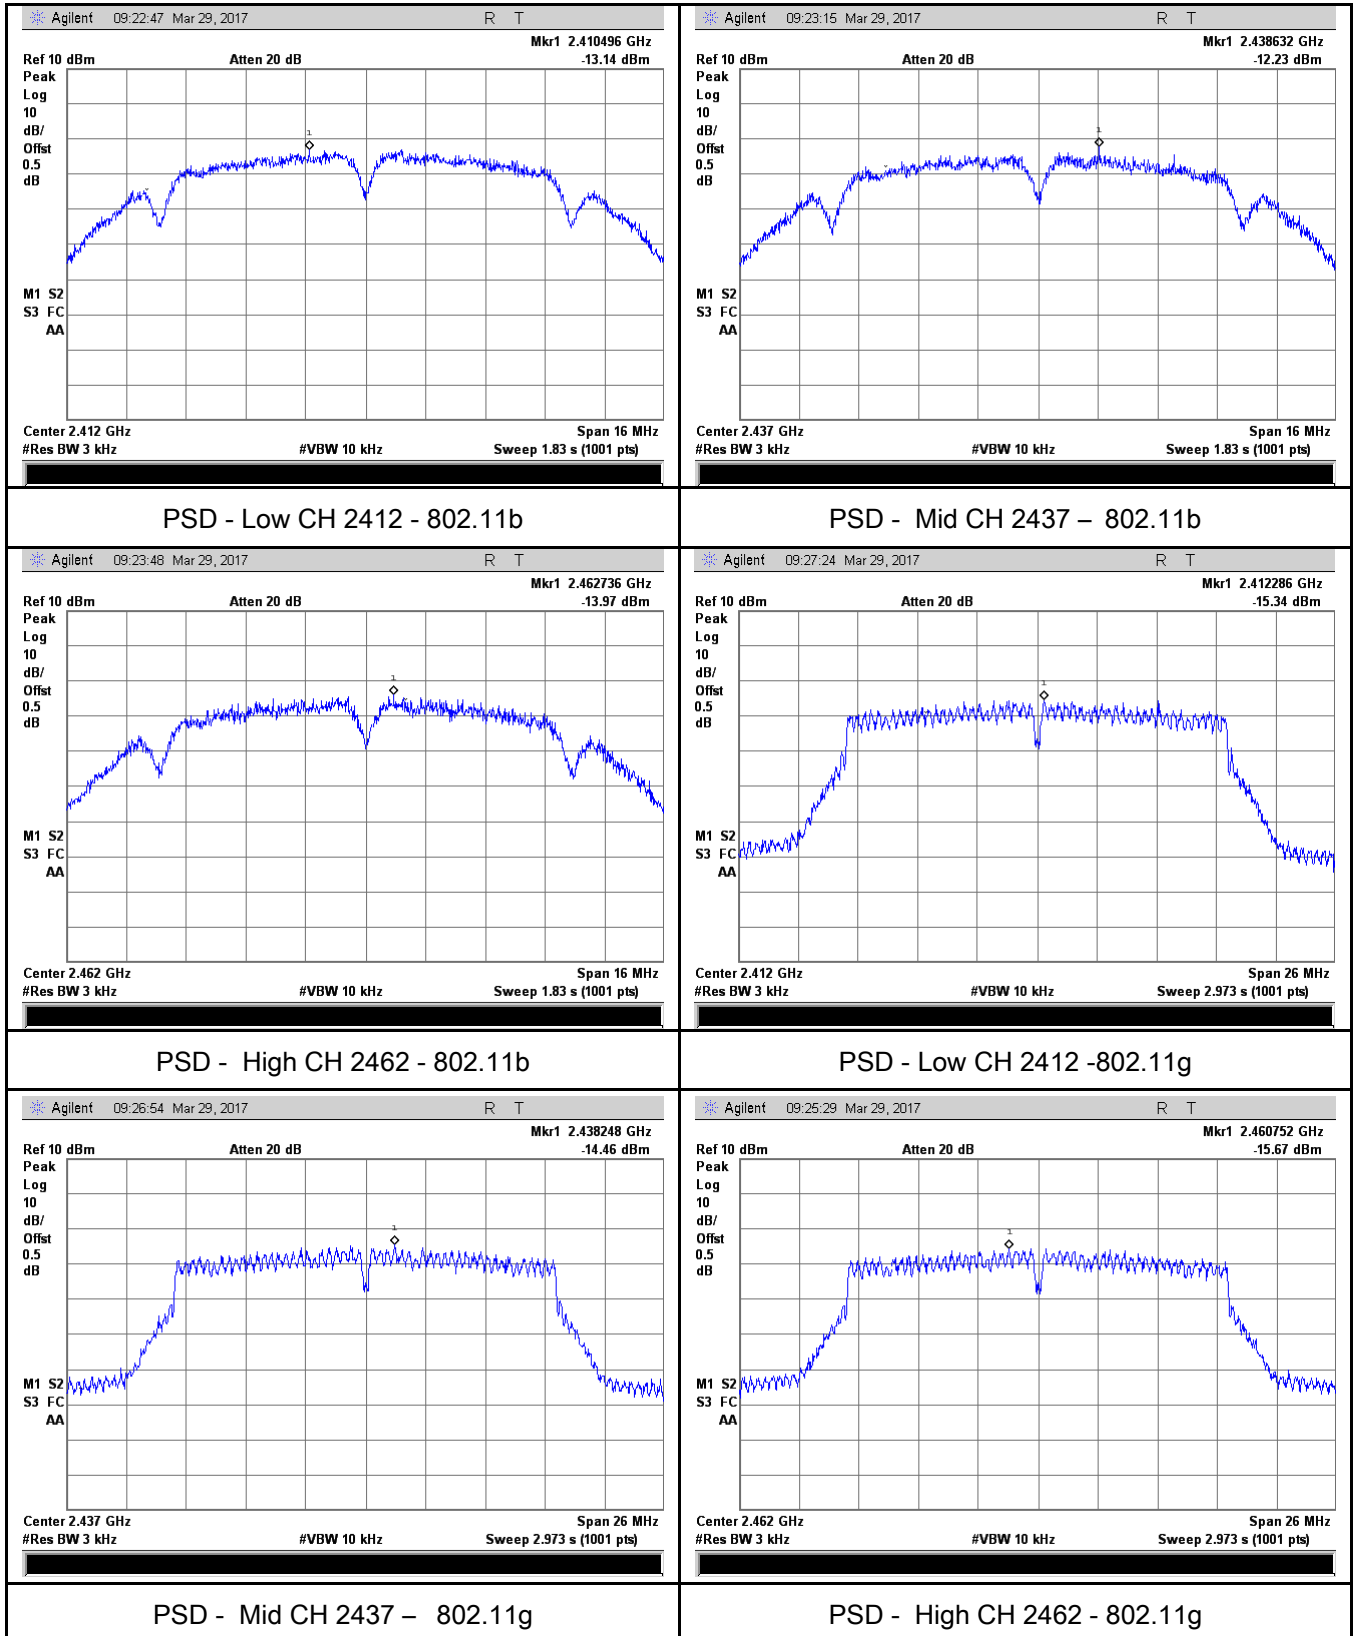 Agilent 09:22:47 Mar 29, 2017 R T
Mkr1 2.410496 GHz
Ref 10 dBm Atten 20 dB -13.14 dBm
Peak
Log
10
dB/
Offst
0.5
dB
1
M1 S2
S3 FC
AA
Center 2.412 GHz Span 16 MHz
#Res BW 3 kHz #VBW 10 kHz Sweep 1.83 s (1001 pts)
PSD - Low CH 2412 - 802.11b
Agilent 09:23:15 Mar 29, 2017 R T
Mkr1 2.438632 GHz
Ref 10 dBm Atten 20 dB -12.23 dBm
Peak
Log
10
dB/
Offst
0.5
dB
1
M1 S2
S3 FC
AA
Center 2.437 GHz Span 16 MHz
#Res BW 3 kHz #VBW 10 kHz Sweep 1.83 s (1001 pts)
PSD - Mid CH 2437 – 802.11b
Agilent 09:23:48 Mar 29, 2017 R T
Mkr1 2.462736 GHz
Ref 10 dBm Atten 20 dB -13.97 dBm
Peak
Log
10
dB/
Offst
0.5
dB
1
M1 S2
S3 FC
AA
Center 2.462 GHz Span 16 MHz
#Res BW 3 kHz #VBW 10 kHz Sweep 1.83 s (1001 pts)
PSD - High CH 2462 - 802.11b
Agilent 09:27:24 Mar 29, 2017 R T
Mkr1 2.412286 GHz
Ref 10 dBm Atten 20 dB -15.34 dBm
Peak
Log
10
dB/
Offst
0.5
dB
1
M1 S2
S3 FC
AA
Center 2.412 GHz Span 26 MHz
#Res BW 3 kHz #VBW 10 kHz Sweep 2.973 s (1001 pts)
PSD - Low CH 2412 -802.11g
Agilent 09:26:54 Mar 29, 2017 R T
Mkr1 2.438248 GHz
Ref 10 dBm Atten 20 dB -14.46 dBm
Peak
Log
10
dB/
Offst
0.5
dB
1
M1 S2
S3 FC
AA
Center 2.437 GHz Span 26 MHz
#Res BW 3 kHz #VBW 10 kHz Sweep 2.973 s (1001 pts)
PSD - Mid CH 2437 – 802.11g
Agilent 09:25:29 Mar 29, 2017 R T
Mkr1 2.460752 GHz
Ref 10 dBm Atten 20 dB -15.67 dBm
Peak
Log
10
dB/
Offst
0.5
dB
1
M1 S2
S3 FC
AA
Center 2.462 GHz Span 26 MHz
#Res BW 3 kHz #VBW 10 kHz Sweep 2.973 s (1001 pts)
PSD - High CH 2462 - 802.11g